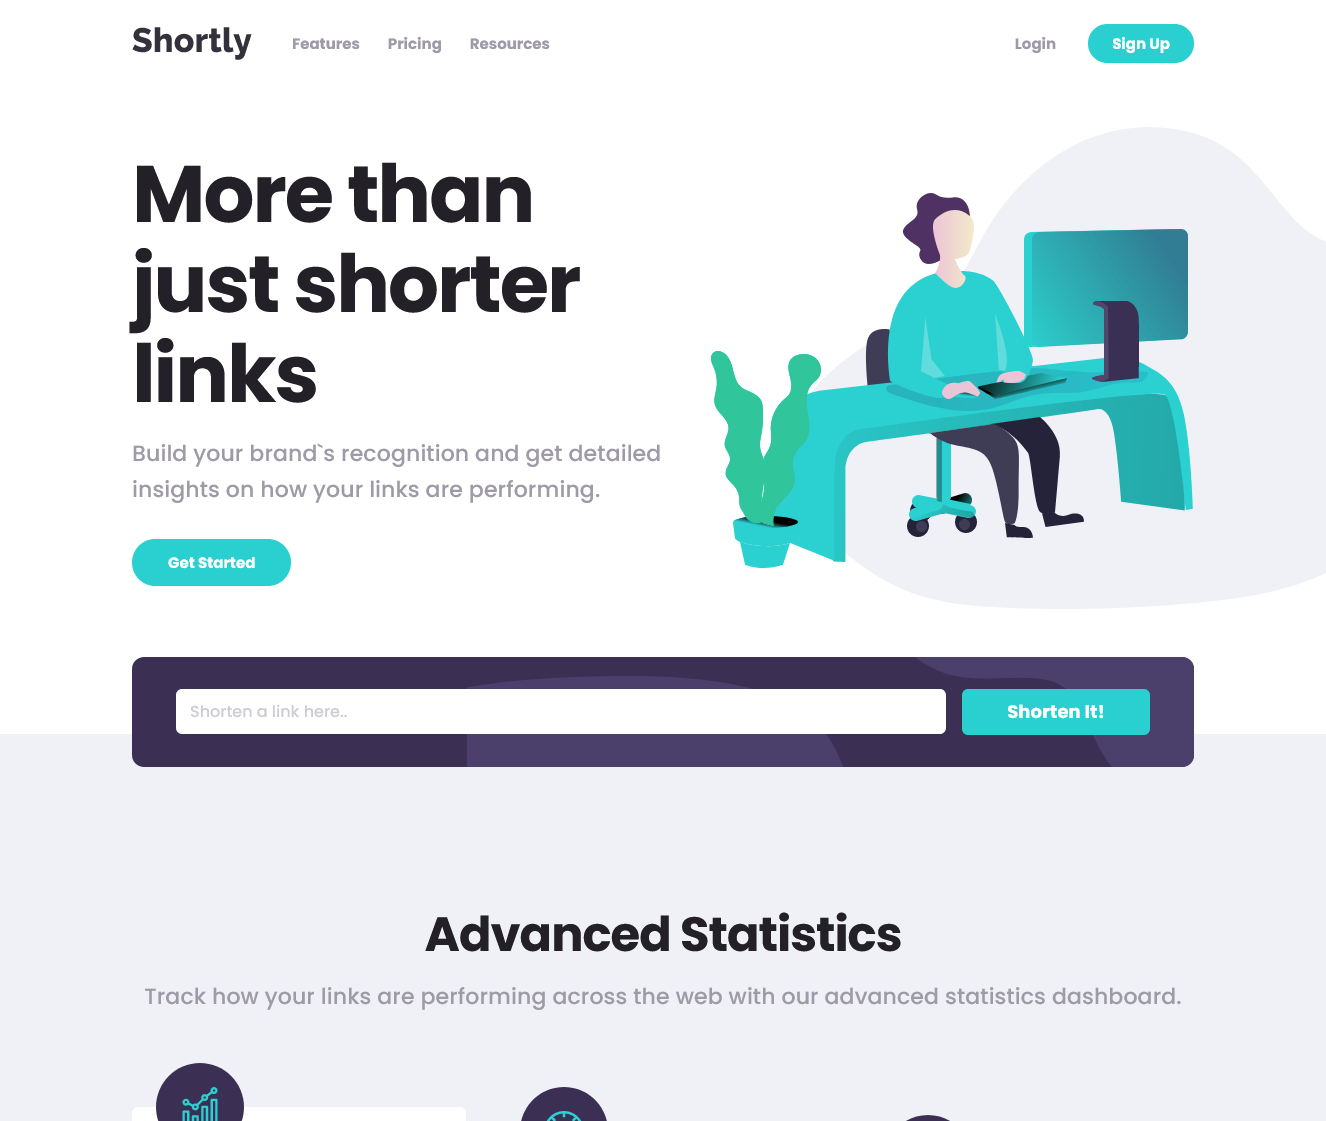 Shortly
Features
Pricing
Resources
Login
Sign Up
More than
just shorter
links
Build your brand`s recognition and get detailed
insights on how your links are performing.
Get Started
Shorten a link here..
Shorten It!
Advanced Statistics
Track how your links are performing across the web with our advanced statistics dashboard.